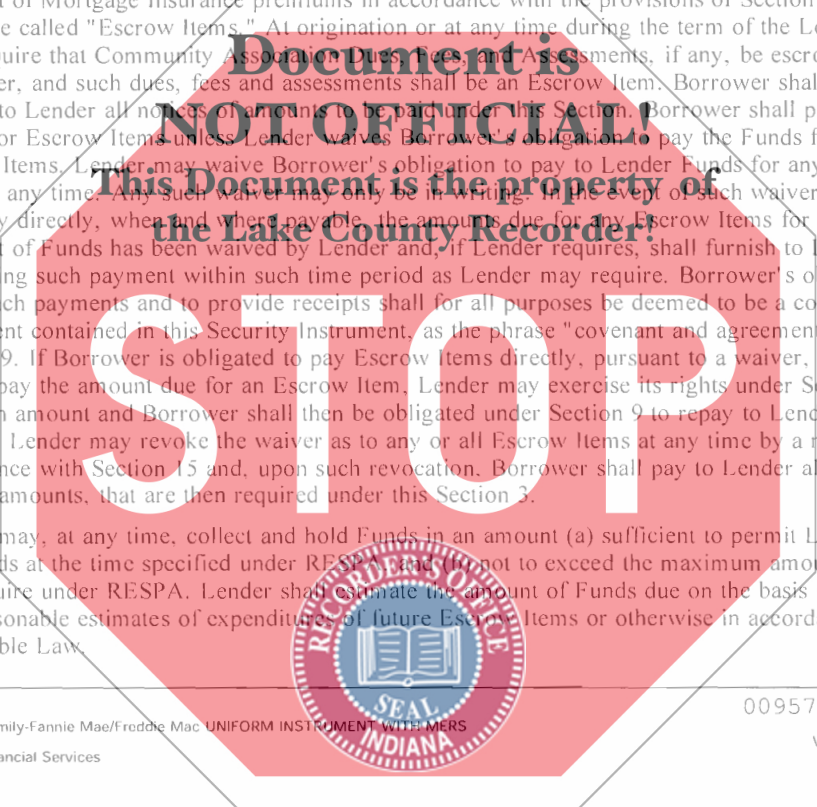 t of Mortgage Insurance premiums in accordance with the provisions of Section
e called "Escrow Items." At origination or at any time during the term of the Lo
uire that Community Association Dues, Fees, and Assessments, if any, be escro
er, and such dues, fees and assessments shall be an Escrow Item. Borrower shal
to Lender all notices of amounts to be paid under this Section. Borrower shall p
or Escrow Items unless Lender waives Borrower's obligation to pay the Funds f
Items. Lender may waive Borrower's obligation to pay to Lender Funds for any
any time. Any such waiver may only be in writing. In the event of such waiver
y directly, when and where payable, the amounts due for any Escrow Items for
t of Funds has been waived by Lender and, if Lender requires, shall furnish to L
ng such payment within such time period as Lender may require. Borrower's o
ch payments and to provide receipts shall for all purposes be deemed to be a co
ent contained in this Security Instrument, as the phrase "covenant and agreement
9. If Borrower is obligated to pay Escrow Items directly, pursuant to a waiver,
pay the amount due for an Escrow Item, Lender may exercise its rights under Se
h amount and Borrower shall then be obligated under Section 9 to repay to Lend
Lender may revoke the waiver as to any or all Escrow Items at any time by a n
nce with Section 15 and, upon such revocation, Borrower shall pay to Lender al
amounts, that are then required under this Section 3.
may, at any time, collect and hold Funds in an amount (a) sufficient to permit L
ds at the time specified under RESPA, and (b) not to exceed the maximum amou
uire under RESPA. Lender shall estimate the amount of Funds due on the basis
sonable estimates of expenditures of future Escrow Items or otherwise in accorda
ble Law.
00957
mily-Fannie Mae/Freddie Mac UNIFORM INSTRUMENT WITH MERS
ancial Services
Document is
NOT OFFICIAL!
This Document is the property of
the Lake County Recorder!
STOP
RECORDER'S OFFICE
SEAL
INDIANA